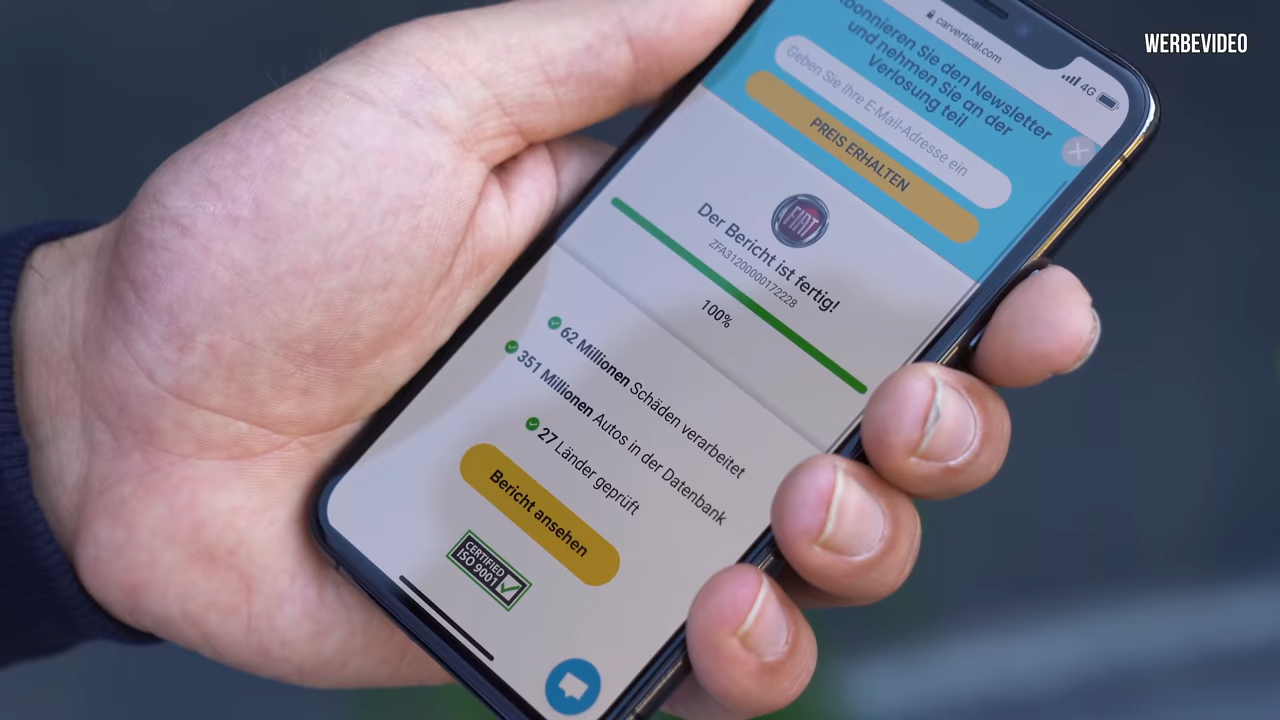 WERBEVIDEO
carvertical.com
4G
bonnieren Sie den Newsletter
und nehmen Sie an der
Verlosung teil
Geben Sie Ihre E-Mail-Adresse ein
PREIS ERHALTEN
FIAT
Der Bericht ist fertig!
ZFA31200000172228
100%
62 Millionen Schäden verarbeitet
351 Millionen Autos in der Datenbank
27 Länder geprüft
Bericht ansehen
CERTIFIED
ISO 9001